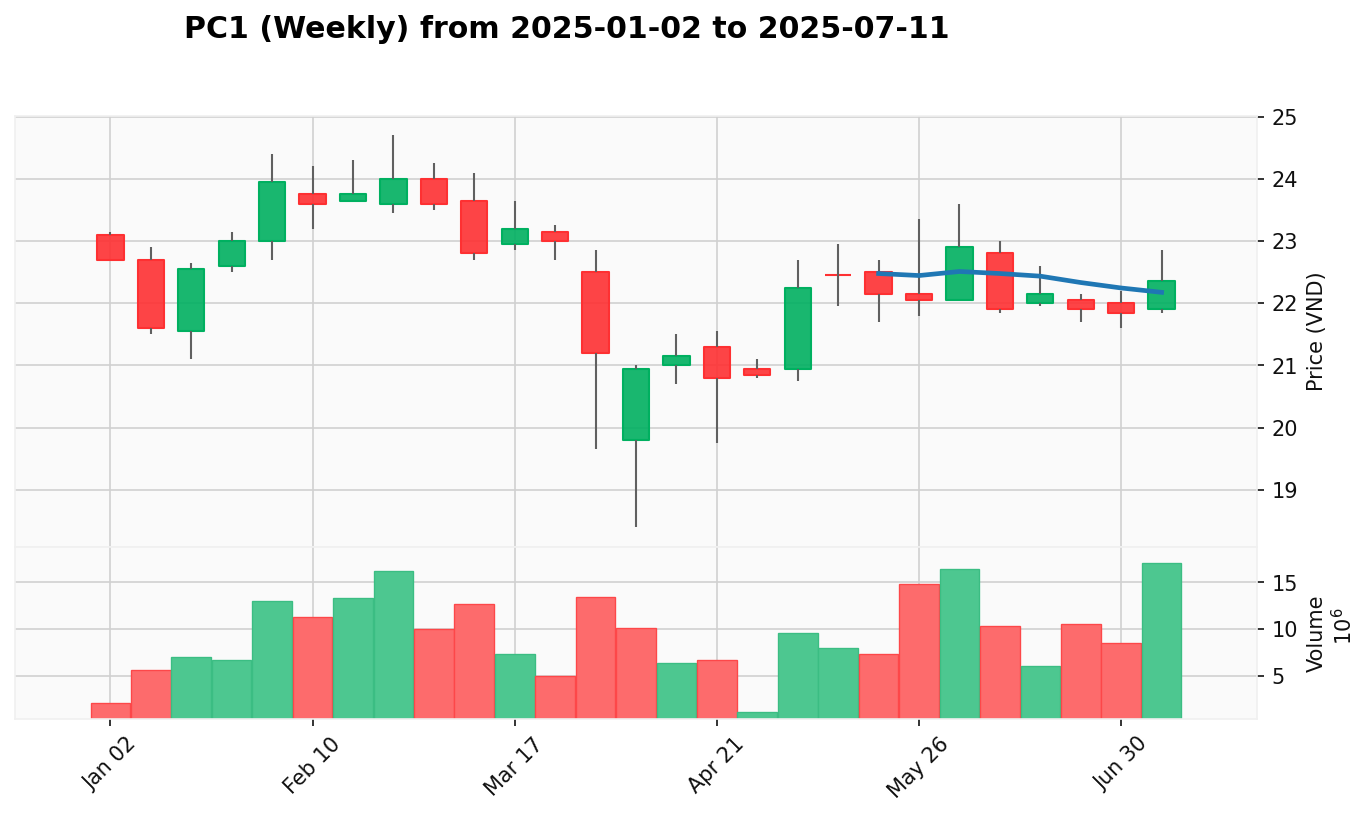 PC1 (Weekly) from 2025-01-02 to 2025-07-11
25
24
23
22
21
20
19
Price (VND)
15
10
5
Volume
10⁶
Jan 02
Feb 10
Mar 17
Apr 21
May 26
Jun 30